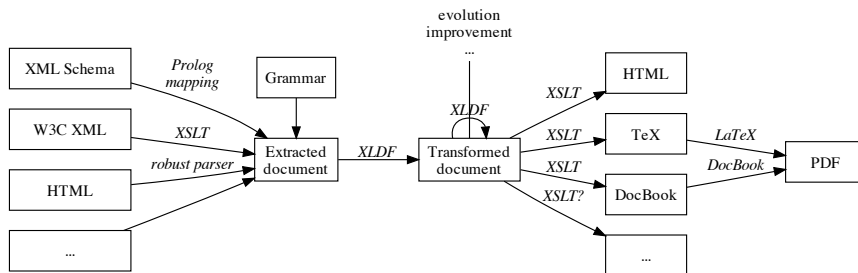 evolution
improvement
...
XML Schema
Prolog
mapping
Grammar
HTML
XSLT
XLDF
W3C XML
XSLT
XSLT
TeX
LaTeX
robust parser
Extracted
document
XLDF
Transformed
document
XSLT
DocBook
PDF
HTML
DocBook
XSLT?
...
...